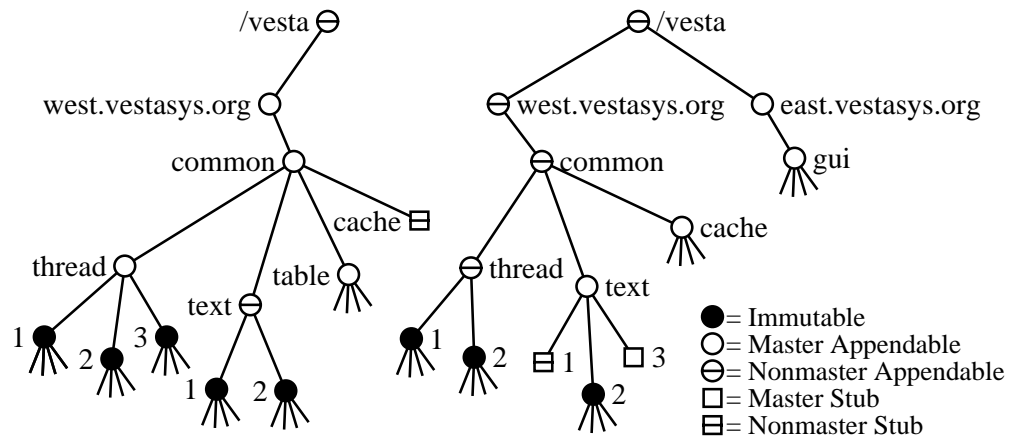 /vesta
/vesta
west.vestasys.org
west.vestasys.org
east.vestasys.org
common
common
gui
cache
cache
thread
thread
table
text
text
1
2
3
1
2
1
2
1
2
3
= Immutable
= Master Appendable
= Nonmaster Appendable
= Master Stub
= Nonmaster Stub